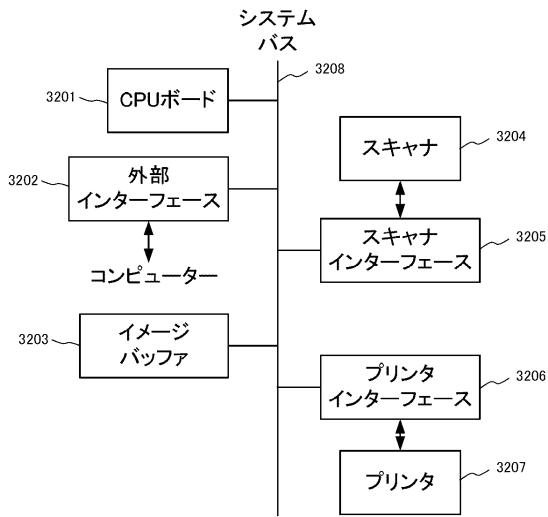 システム
バス
3208
3201
CPUボード
3202
外部
インターフェース
コンピューター
3203
イメージ
バッファ
スキャナ
3204
スキャナ
インターフェース
3205
プリンタ
インターフェース
3206
プリンタ
3207